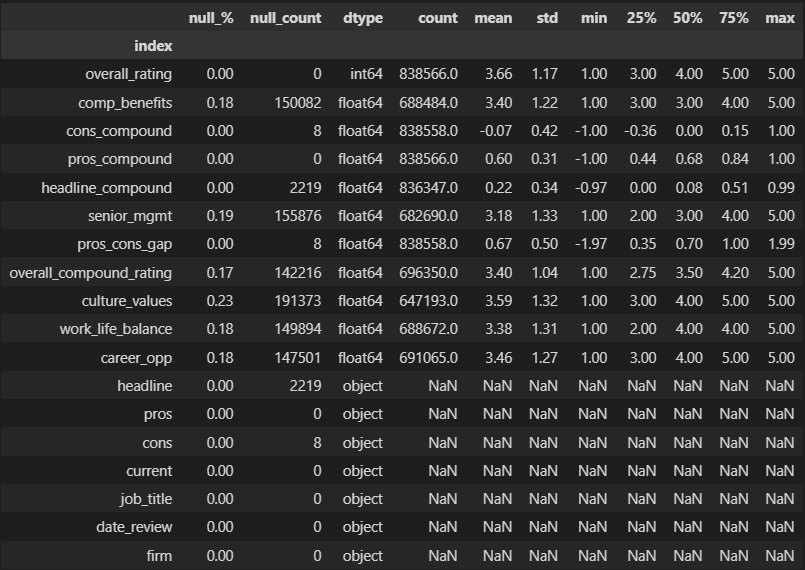 null_% null_count dtype count mean std min 25% 50% 75% max
index
overall_rating 0.00 0 int64 838566.0 3.66 1.17 1.00 3.00 4.00 5.00 5.00
comp_benefits 0.18 150082 float64 688484.0 3.40 1.22 1.00 3.00 3.00 4.00 5.00
cons_compound 0.00 8 float64 838558.0 -0.07 0.42 -1.00 -0.36 0.00 0.15 1.00
pros_compound 0.00 0 float64 838566.0 0.60 0.31 -1.00 0.44 0.68 0.84 1.00
headline_compound 0.00 2219 float64 836347.0 0.22 0.34 -0.97 0.00 0.08 0.51 0.99
senior_mgmt 0.19 155876 float64 682690.0 3.18 1.33 1.00 2.00 3.00 4.00 5.00
pros_cons_gap 0.00 8 float64 838558.0 0.67 0.50 -1.97 0.35 0.70 1.00 1.99
overall_compound_rating 0.17 142216 float64 696350.0 3.40 1.04 1.00 2.75 3.50 4.20 5.00
culture_values 0.23 191373 float64 647193.0 3.59 1.32 1.00 3.00 4.00 5.00 5.00
work_life_balance 0.18 149894 float64 688672.0 3.38 1.31 1.00 2.00 4.00 4.00 5.00
career_opp 0.18 147501 float64 691065.0 3.46 1.27 1.00 3.00 4.00 5.00 5.00
headline 0.00 2219 object NaN NaN NaN NaN NaN NaN NaN NaN
pros 0.00 0 object NaN NaN NaN NaN NaN NaN NaN NaN
cons 0.00 8 object NaN NaN NaN NaN NaN NaN NaN NaN
current 0.00 0 object NaN NaN NaN NaN NaN NaN NaN NaN
job_title 0.00 0 object NaN NaN NaN NaN NaN NaN NaN NaN
date_review 0.00 0 object NaN NaN NaN NaN NaN NaN NaN NaN
firm 0.00 0 object NaN NaN NaN NaN NaN NaN NaN NaN